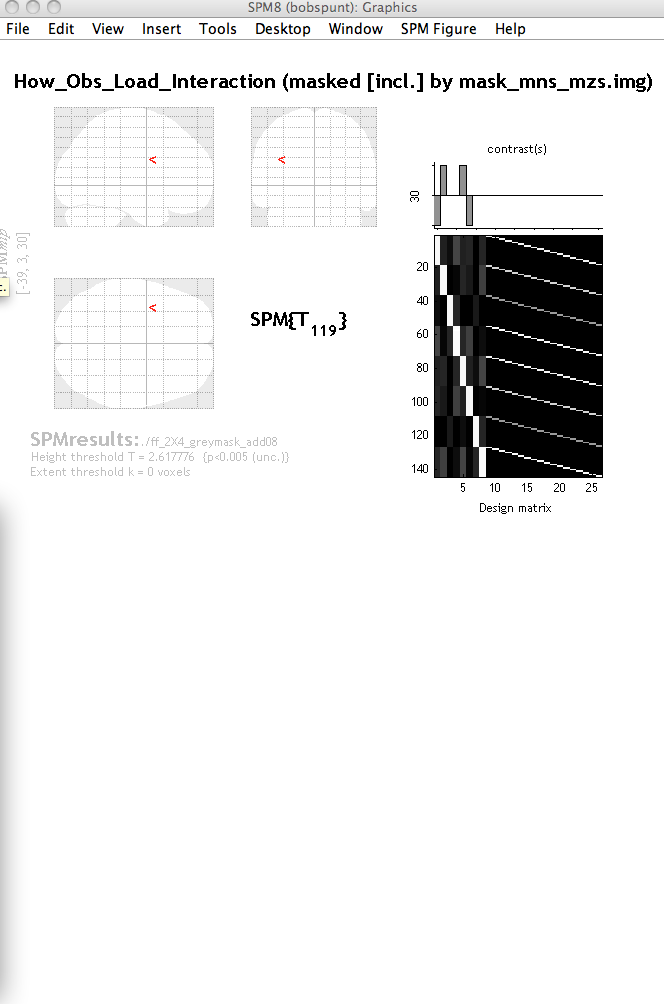 SPM8 (bobspunt): Graphics
File Edit View Insert Tools Desktop Window SPM Figure Help
How_Obs_Load_Interaction (masked [incl.] by mask_mns_mzs.img)
contrast(s)
30
SPMmip
[-39, 3, 30]
SPM{T119}
20
40
60
80
100
120
140
5 10 15 20 25
Design matrix
SPMresults: ./ff_2X4_greymask_add08
Height threshold T = 2.617776 {p<0.005 (unc.)}
Extent threshold k = 0 voxels